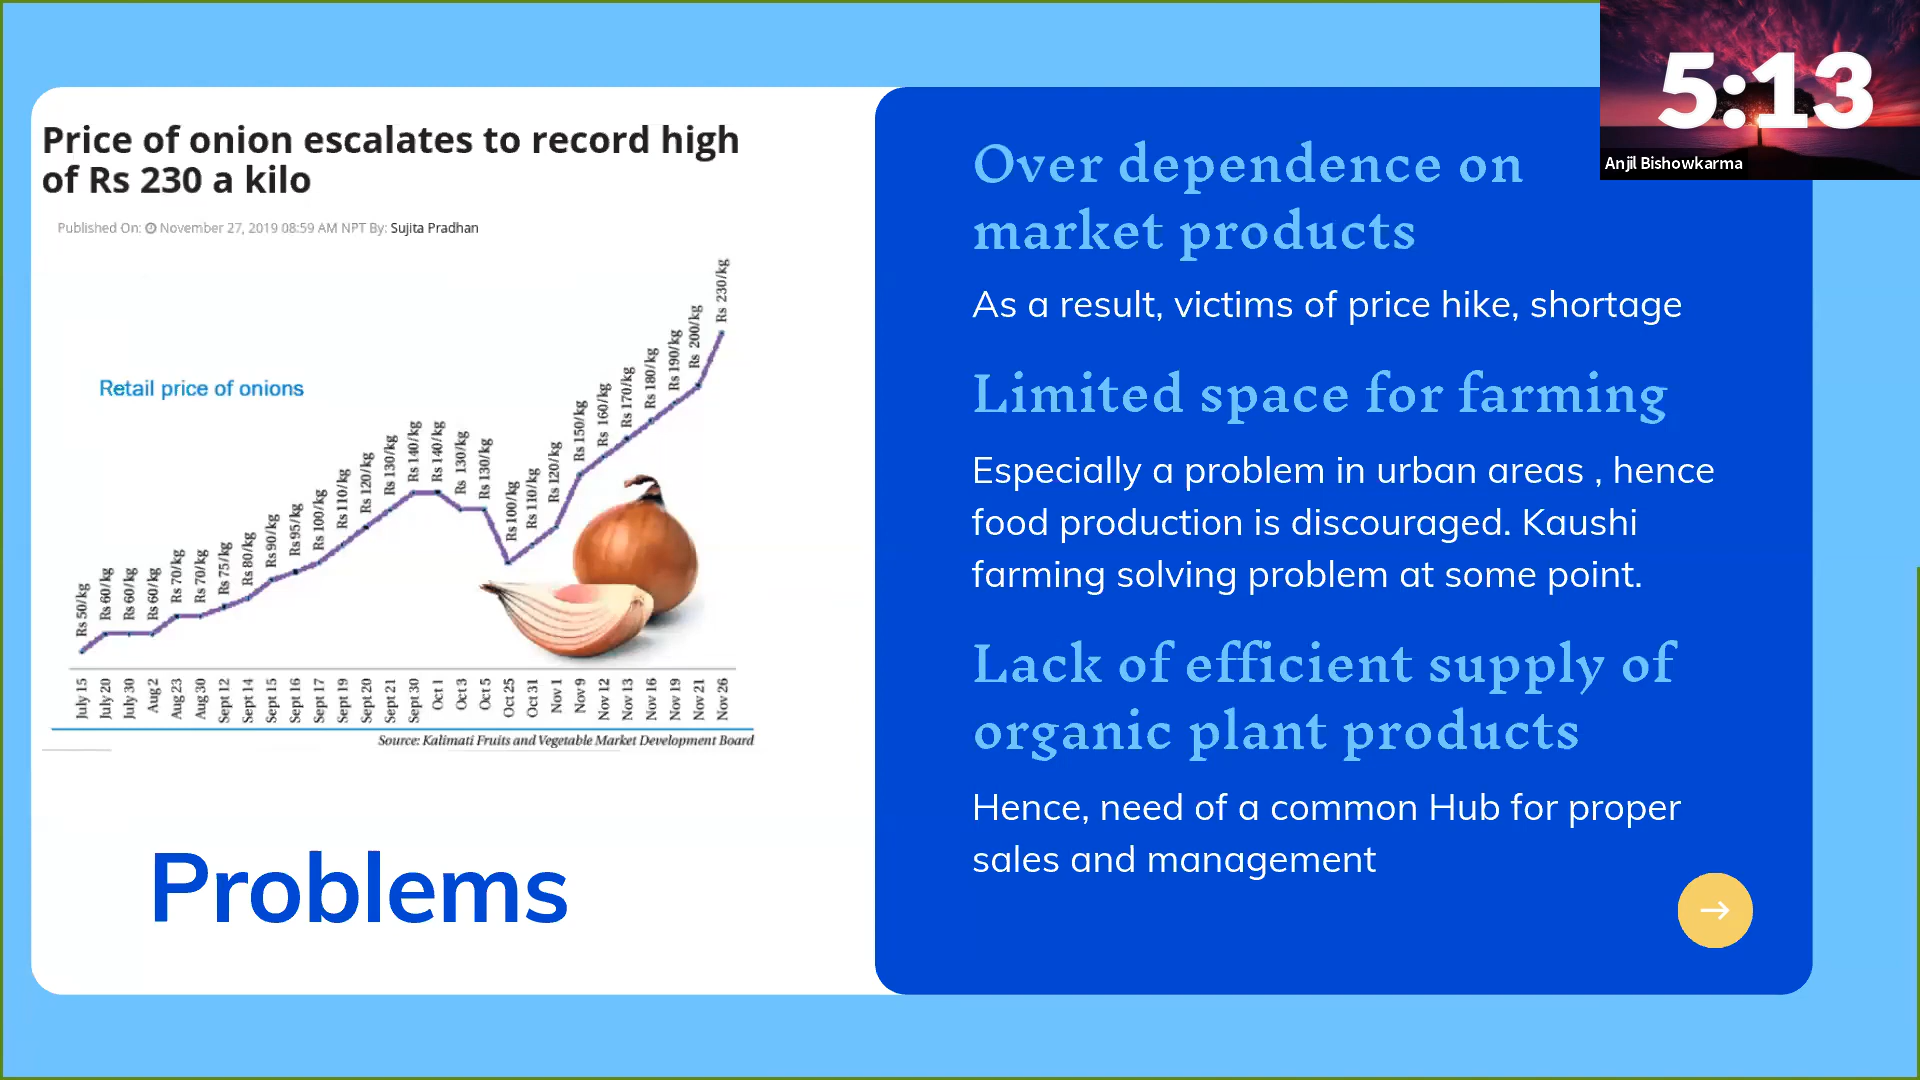 5:13
Anjil Bishowkarma
Price of onion escalates to record high
of Rs 230 a kilo
Published On: November 27, 2019 08:59 AM NPT By: Sujita Pradhan
Retail price of onions
Rs 50/kg
Rs 60/kg
Rs 60/kg
Rs 60/kg
Rs 70/kg
Rs 70/kg
Rs 75/kg
Rs 80/kg
Rs 90/kg
Rs 95/kg
Rs 100/kg
Rs 110/kg
Rs 120/kg
Rs 130/kg
Rs 140/kg
Rs 140/kg
Rs 130/kg
Rs 130/kg
Rs 100/kg
Rs 110/kg
Rs 120/kg
Rs 150/kg
Rs 160/kg
Rs 170/kg
Rs 180/kg
Rs 190/kg
Rs 200/kg
Rs 230/kg
July 15
July 20
July 30
Aug 2
Aug 23
Aug 30
Sept 12
Sept 14
Sept 15
Sept 16
Sept 17
Sept 19
Sept 20
Sept 21
Sept 30
Oct 1
Oct 3
Oct 5
Oct 25
Oct 31
Nov 1
Nov 9
Nov 12
Nov 13
Nov 16
Nov 19
Nov 21
Nov 26
Source: Kalimati Fruits and Vegetable Market Development Board
Problems
Over dependence on
market products
As a result, victims of price hike, shortage
Limited space for farming
Especially a problem in urban areas , hence
food production is discouraged. Kaushi
farming solving problem at some point.
Lack of efficient supply of
organic plant products
Hence, need of a common Hub for proper
sales and management